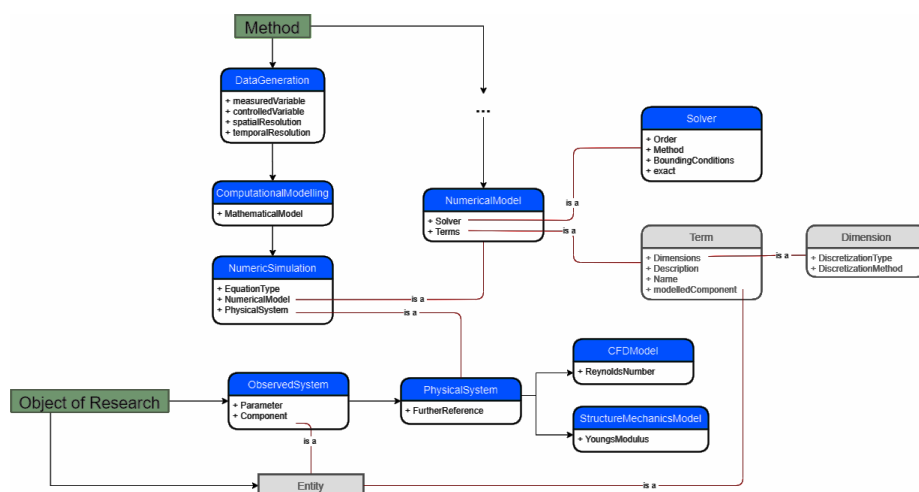 Method
DataGeneration
+ measuredVariable
+ controlledVariable
+ spatialResolution
+ temporalResolution
...
Solver
+ Order
+ Method
+ BoundingConditions
+ exact
ComputationalModelling
+ MathematicalModel
NumericalModel
+ Solver
+ Terms
is a
is a
Term
+ Dimensions
+ Description
+ Name
+ modelledComponent
is a
Dimension
+ DiscretizationType
+ DiscretizationMethod
NumericSimulation
+ EquationType
+ NumericalModel
+ PhysicalSystem
is a
is a
Object of Research
ObservedSystem
+ Parameter
+ Component
is a
PhysicalSystem
+ FurtherReference
CFDModel
+ ReynoldsNumber
StructureMechanicsModel
+ YoungsModulus
Entity
is a